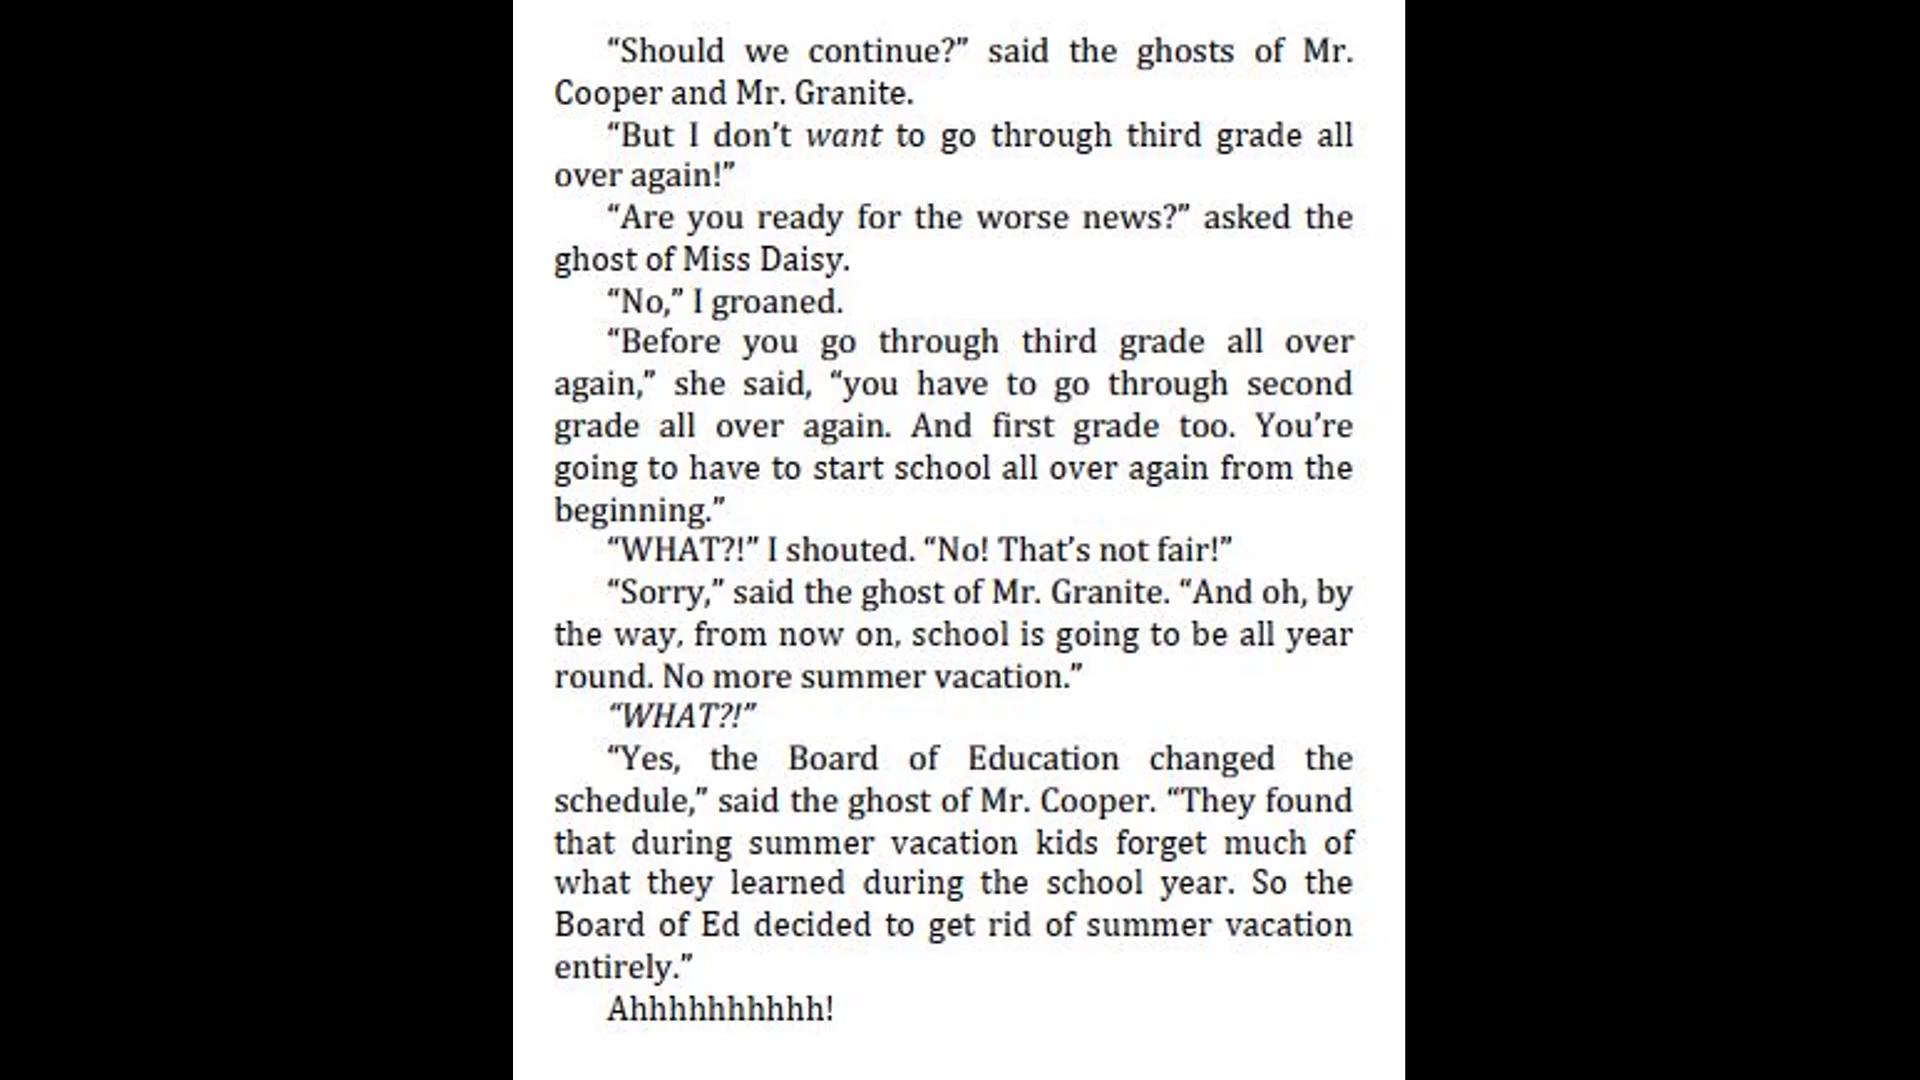 “Should we continue?” said the ghosts of Mr.
Cooper and Mr. Granite.
“But I don’t want to go through third grade all
over again!”
“Are you ready for the worse news?” asked the
ghost of Miss Daisy.
“No,” I groaned.
“Before you go through third grade all over
again,” she said, “you have to go through second
grade all over again. And first grade too. You’re
going to have to start school all over again from the
beginning.”
“WHAT?!” I shouted. “No! That’s not fair!”
“Sorry,” said the ghost of Mr. Granite. “And oh, by
the way, from now on, school is going to be all year
round. No more summer vacation.”
“WHAT?!”
“Yes, the Board of Education changed the
schedule,” said the ghost of Mr. Cooper. “They found
that during summer vacation kids forget much of
what they learned during the school year. So the
Board of Ed decided to get rid of summer vacation
entirely.”
Ahhhhhhhhhh!